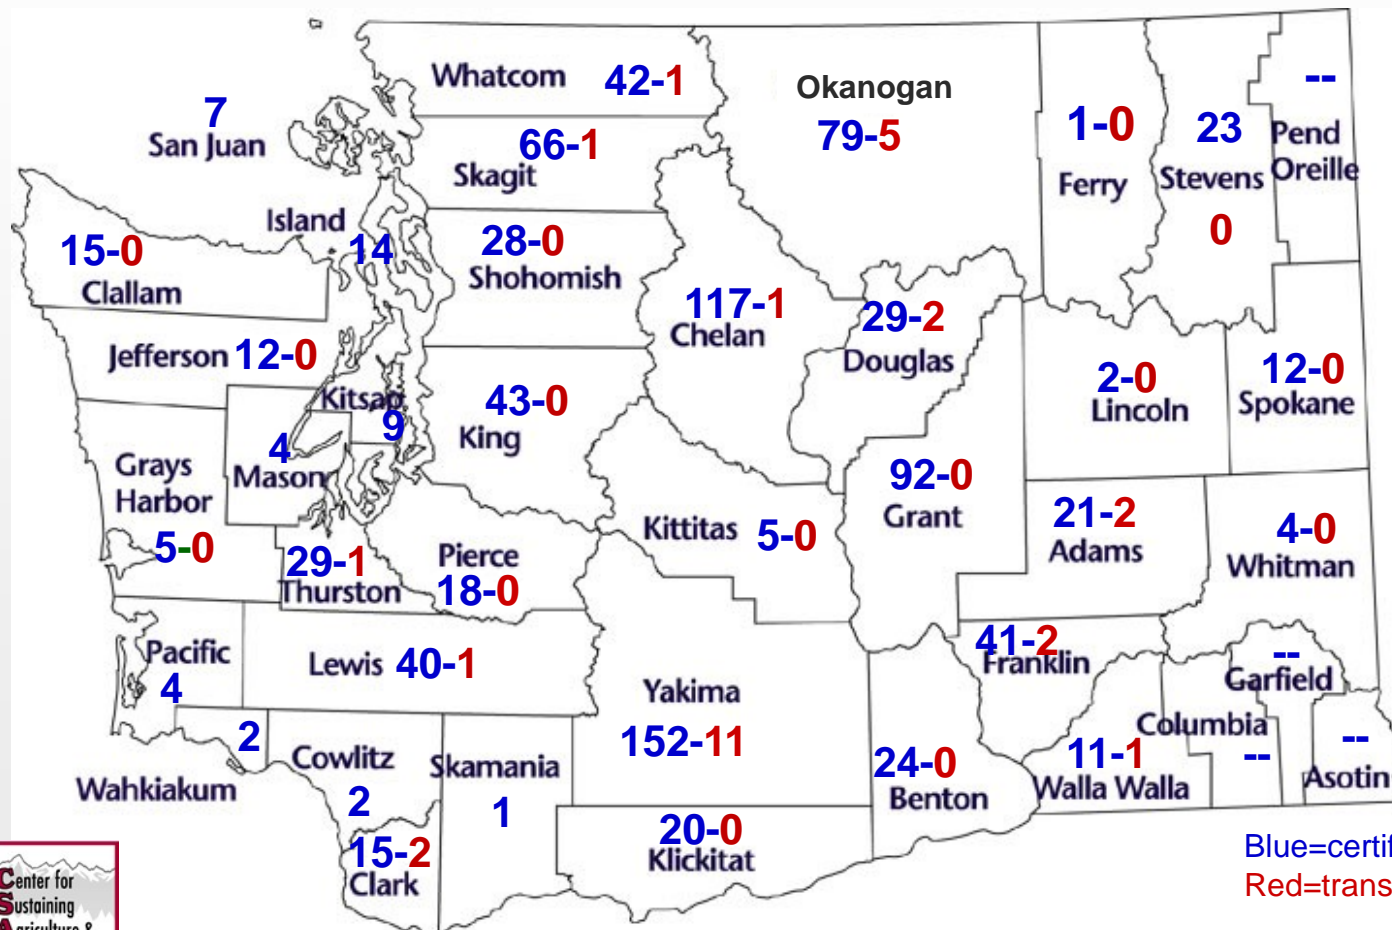 Whatcom 42-1
Okanogan
79-5
1-0
Ferry
23
Stevens
0
--
Pend
Oreille
7
San Juan
66-1
Skagit
Island
14
15-0
Clallam
28-0
Shohomish
117-1
Chelan
29-2
Douglas
Jefferson 12-0
Kitsap
9
43-0
King
2-0
Lincoln
12-0
Spokane
4
Mason
Grays
Harbor
5-0
92-0
Grant
Kittitas 5-0
21-2
Adams
4-0
Whitman
29-1
Thurston
Pierce
18-0
Pacific
4
Lewis 40-1
Yakima
152-11
41-2
Franklin
--
Garfield
Columbia
--
--
Asotin
2
Wahkiakum
Cowlitz
2
Skamania
1
24-0
Benton
11-1
Walla Walla
15-2
Clark
20-0
Klickitat
Blue=certif
Red=trans
Center for
Sustaining
Agriculture &